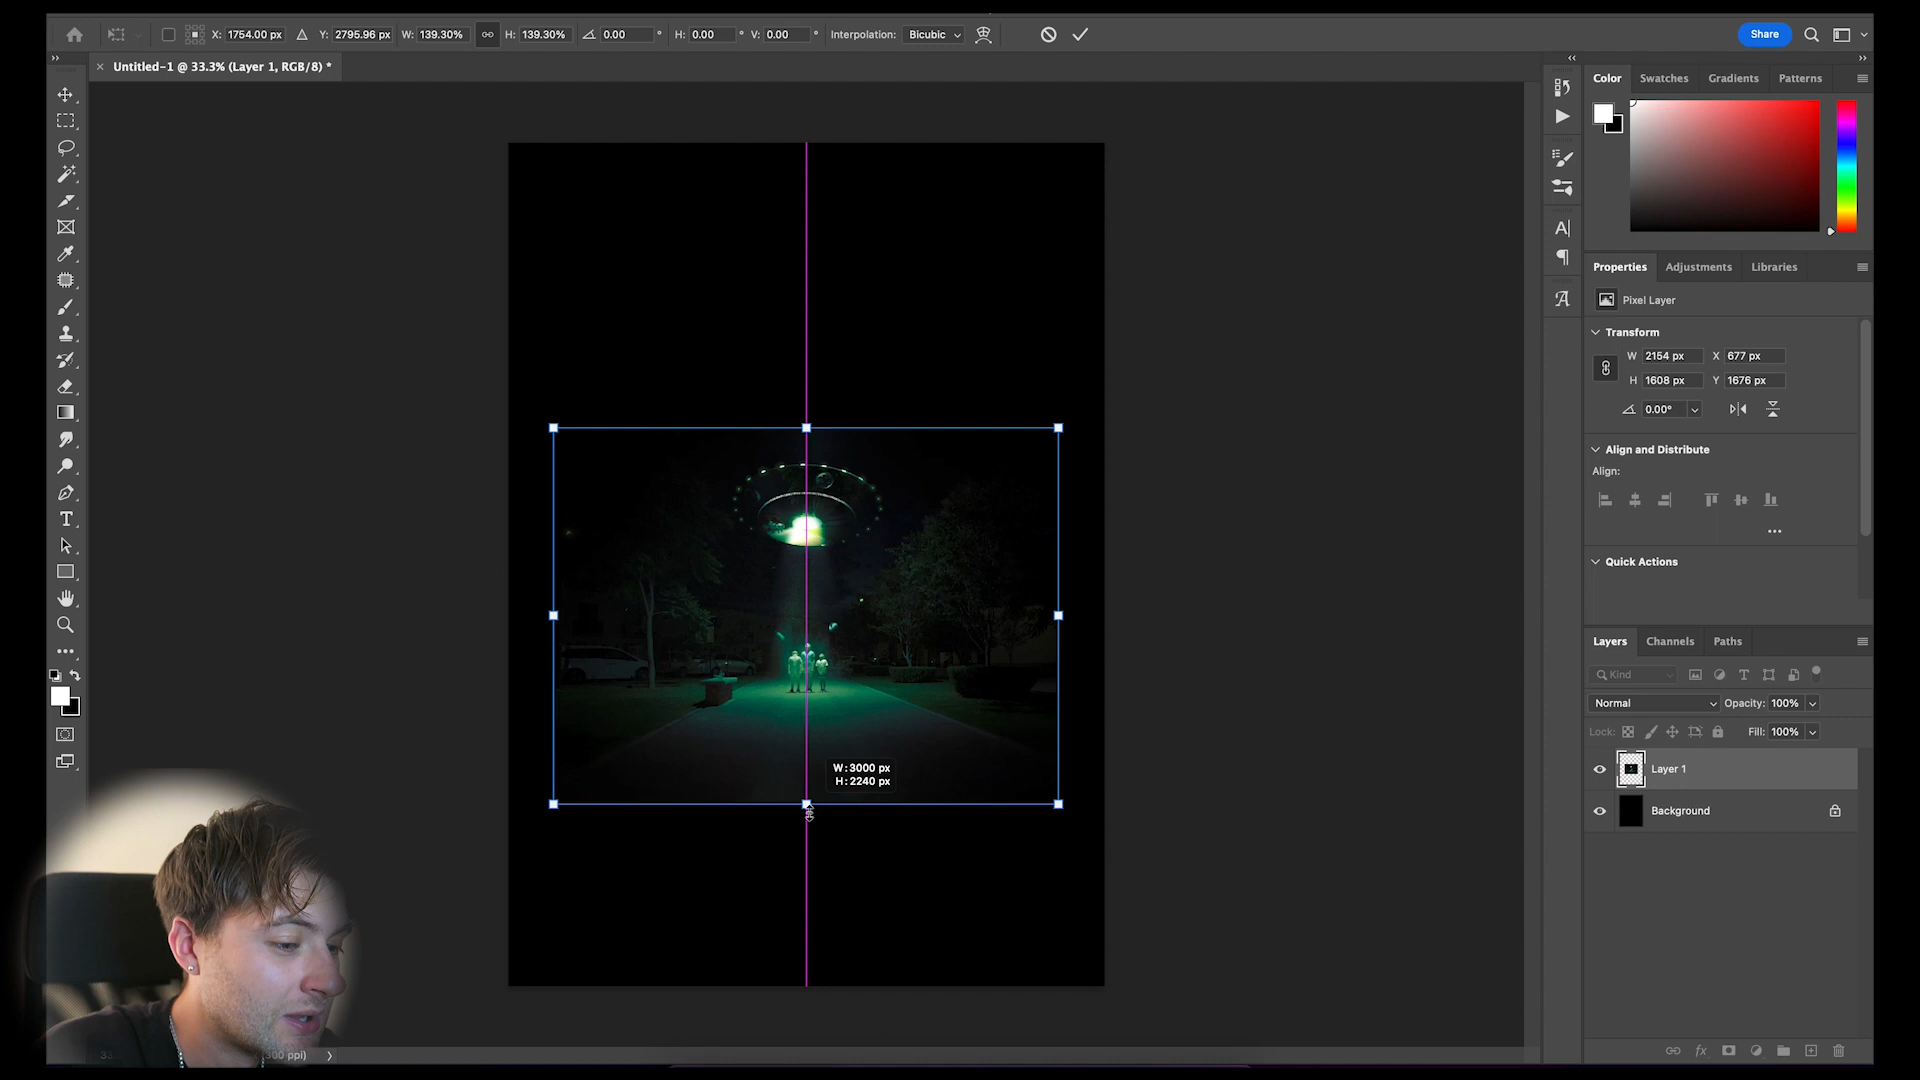 X: 1754.00 px Y: 2795.96 px W: 139.30% H: 139.30% 0.00 ° H: 0.00 ° V: 0.00 ° Interpolation: Bicubic Share
Untitled-1 @ 33.3% (Layer 1, RGB/8) *
Color Swatches Gradients Patterns
Properties Adjustments Libraries
Pixel Layer
Transform
W 2154 px X 677 px
H 1608 px Y 1676 px
0.00°
Align and Distribute
Align:
Quick Actions
W: 3000 px
H: 2240 px
Layers Channels Paths
Kind
Normal Opacity: 100%
Lock: Fill: 100%
Layer 1
Background
fx
ppi)